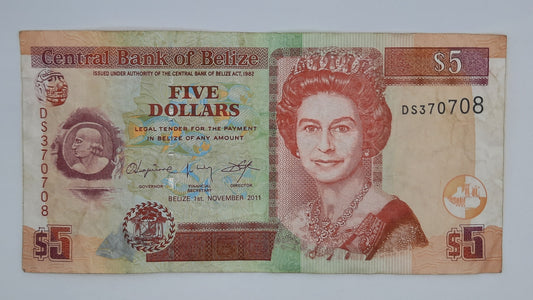 Central Bank of Belize
$5
ISSUED UNDER AUTHORITY OF THE CENTRAL BANK OF BELIZE ACT, 1982
FIVE
DOLLARS
DS370708
LEGAL TENDER FOR THE PAYMENT
IN BELIZE OF ANY AMOUNT
DS370708
GOVERNOR
FINANCIAL
SECRETARY
DIRECTOR
BELIZE 1st. NOVEMBER 2011
$5
$5